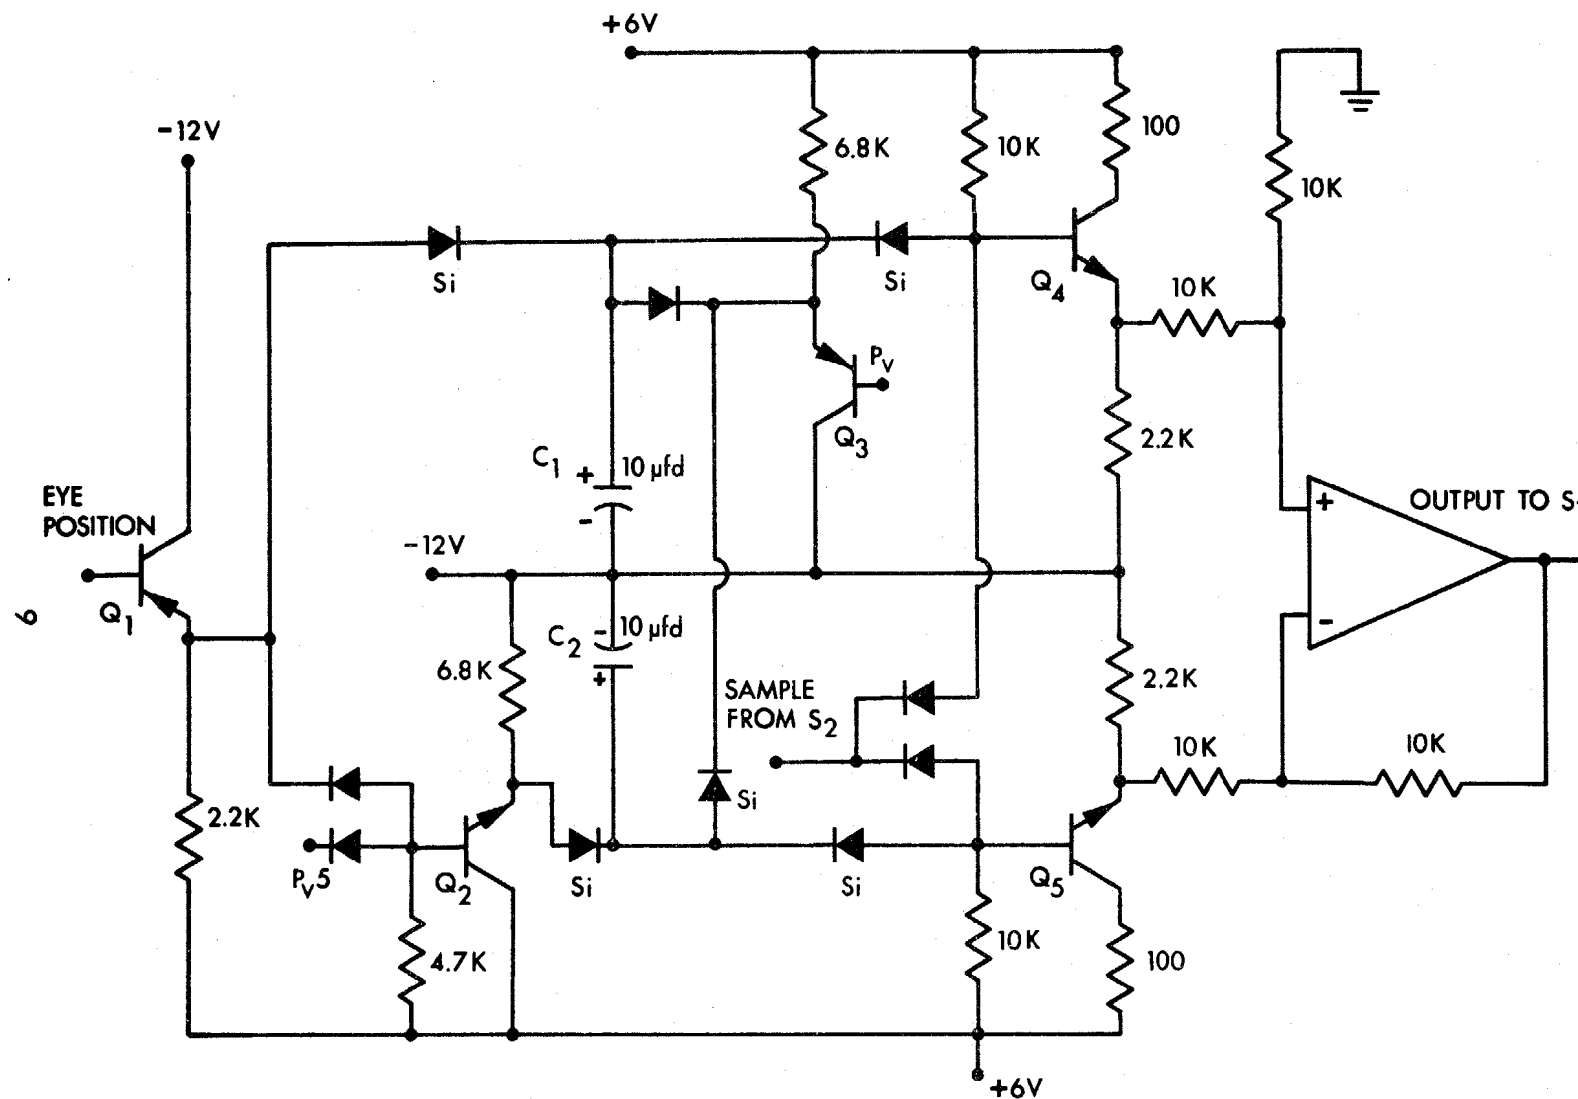 +6V
-12V
6.8K
10K
100
10K
Si
Si
Q4
10K
PV
Q3
2.2K
C1
+
10 µfd
-
EYE
POSITION
-12V
+
OUTPUT TO S
Q1
C2
-
10 µfd
+
-
6.8K
SAMPLE
FROM S2
2.2K
10K
10K
2.2K
Si
PV5
Q2
Si
Si
Q5
4.7K
10K
100
+6V
9